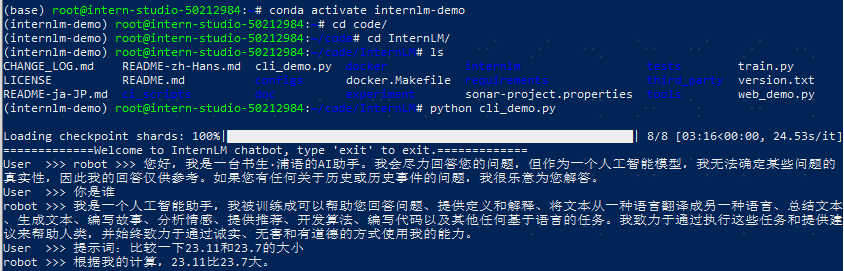 (base) root@intern-studio-50212984: # conda activate internlm-demo
(internlm-demo) root@intern-studio-50212984: # cd code/
(internlm-demo) root@intern-studio-50212984:~/code# cd InternLM/
(internlm-demo) root@intern-studio-50212984:~/code/InternLM# ls
CHANGE_LOG.md README-zh-Hans.md cli_demo.py docker internlm tests train.py
LICENSE README.md configs docker.Makefile requirements third_party version.txt
README-ja-JP.md ci_scripts doc experiment sonar-project.properties tools web_demo.py
(internlm-demo) root@intern-studio-50212984:~/code/InternLM# python cli_demo.py
Loading checkpoint shards: 100%| | 8/8 [03:16<00:00, 24.53s/it]
=============Welcome to InternLM chatbot, type 'exit' to exit.=============
User >>> robot >>> 您好，我是一台书生·浦语的AI助手。我会尽力回答您的问题，但作为一个人工智能模型，我无法确定某些问题的
真实性，因此我的回答仅供参考。如果您有任何关于历史或历史事件的问题，我很乐意为您解答。
User >>> 你是谁
robot >>> 我是一个人工智能助手，我被训练成可以帮助您回答问题、提供定义和解释、将文本从一种语言翻译成另一种语言、总结文本
、生成文本、编写故事、分析情感、提供推荐、开发算法、编写代码以及其他任何基于语言的任务。我致力于通过执行这些任务和提供建
议来帮助人类，并始终致力于通过诚实、无害和有道德的方式使用我的能力。
User >>> 提示词：比较一下23.11和23.7的大小
robot >>> 根据我的计算，23.11比23.7大。